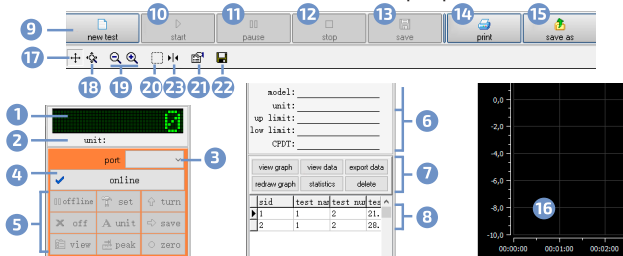 10 11 12 13 14 15
9 new test start pause stop save print save as
17
18 19 20 23 21 22
1 0
2 unit:
port 3
4 online
5
offline set turn
off A unit save
view peak zero
model:
unit:
up limit:
low limit:
CPDT:
6
view graph view data export data
redraw graph statistics delete
7
sid test nam test num tes
1 1 2 21.
2 1 2 28.
8
0,0
-2,0
-4,0
-6,0
-8,0
-10,0
16
00:00:00 00:01:00 00:02:00